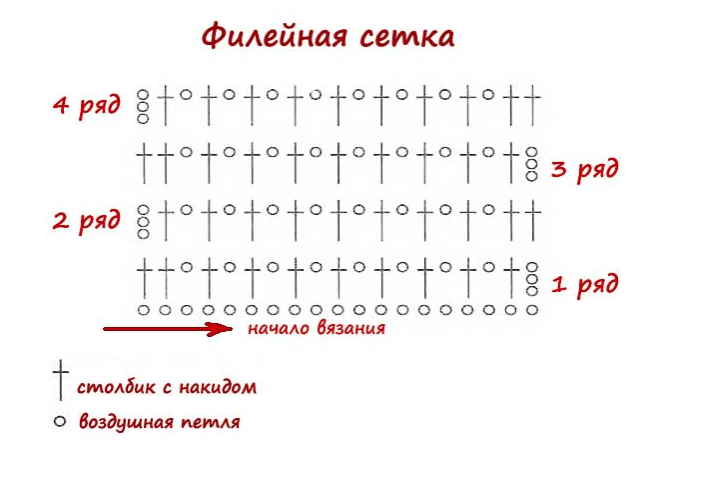 Филейная сетка
4 ряд
3 ряд
2 ряд
1 ряд
начало вязания
столбик с накидом
воздушная петля